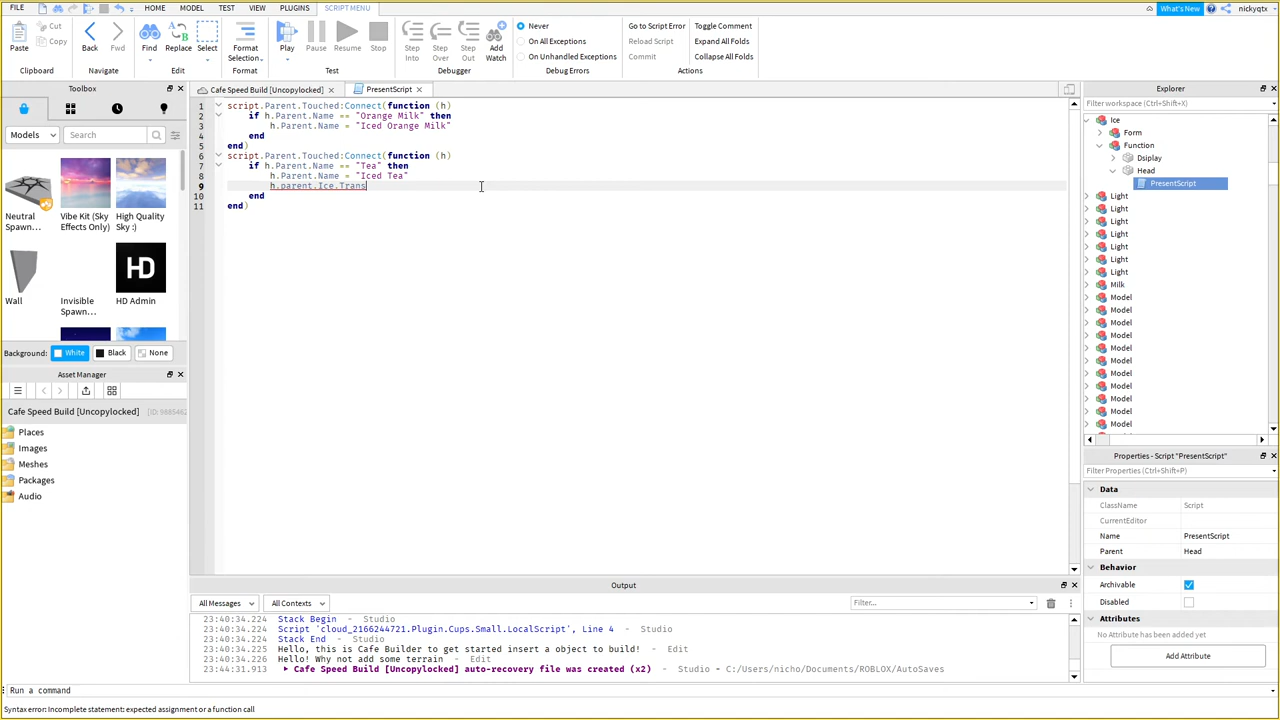 FILE HOME MODEL TEST VIEW PLUGINS SCRIPT MENU What's New nickyqtx
Paste Cut Copy Clipboard
Back Fwd Navigate
Find Replace Select Edit
Format Selection Format
Play Pause Resume Stop Test
Step Into Step Over Step Out Add Watch Debugger
Never
On All Exceptions
On Unhandled Exceptions
Debug Errors
Go to Script Error Toggle Comment
Reload Script Expand All Folds
Commit Collapse All Folds
Actions
Toolbox
Models Search
Neutral Spawn...
Vibe Kit (Sky Effects Only)
High Quality Sky :)
HD
Wall
Invisible Spawn...
HD Admin
Background: White Black None
Asset Manager
Cafe Speed Build [Uncopylocked] [ID: 9885462
Places
Images
Meshes
Packages
Audio
Cafe Speed Build [Uncopylocked] PresentScript
1 script.Parent.Touched:Connect(function (h)
2 if h.Parent.Name == "Orange Milk" then
3 h.Parent.Name = "Iced Orange Milk"
4 end
5 end)
6 script.Parent.Touched:Connect(function (h)
7 if h.Parent.Name == "Tea" then
8 h.Parent.Name = "Iced Tea"
9 h.parent.Ice.Trans
10 end
11 end)
Output
All Messages All Contexts Filter...
23:40:34.224 Stack Begin - Studio
23:40:34.224 Script 'cloud_2166244721.Plugin.Cups.Small.LocalScript', Line 4 - Studio
23:40:34.224 Stack End - Studio
23:40:34.225 Hello, this is Cafe Builder to get started insert a object to build! - Edit
23:40:34.226 Hello! Why not add some terrain - Edit
23:44:31.913 Cafe Speed Build [Uncopylocked] auto-recovery file was created (x2) - Studio - C:/Users/nicho/Documents/ROBLOX/AutoSaves
Run a command
Syntax error: Incomplete statement: expected assignment or a function call
Explorer
Filter workspace (Ctrl+Shift+X)
Ice
Form
Function
Dsiplay
Head
PresentScript
Light
Light
Light
Light
Light
Light
Light
Milk
Model
Model
Model
Model
Model
Model
Model
Model
Model
Model
Model
Properties - Script "PresentScript"
Filter Properties (Ctrl+Shift+P)
Data
ClassName Script
CurrentEditor
Name PresentScript
Parent Head
Behavior
Archivable
Disabled
Attributes
No Attribute has been added yet
Add Attribute